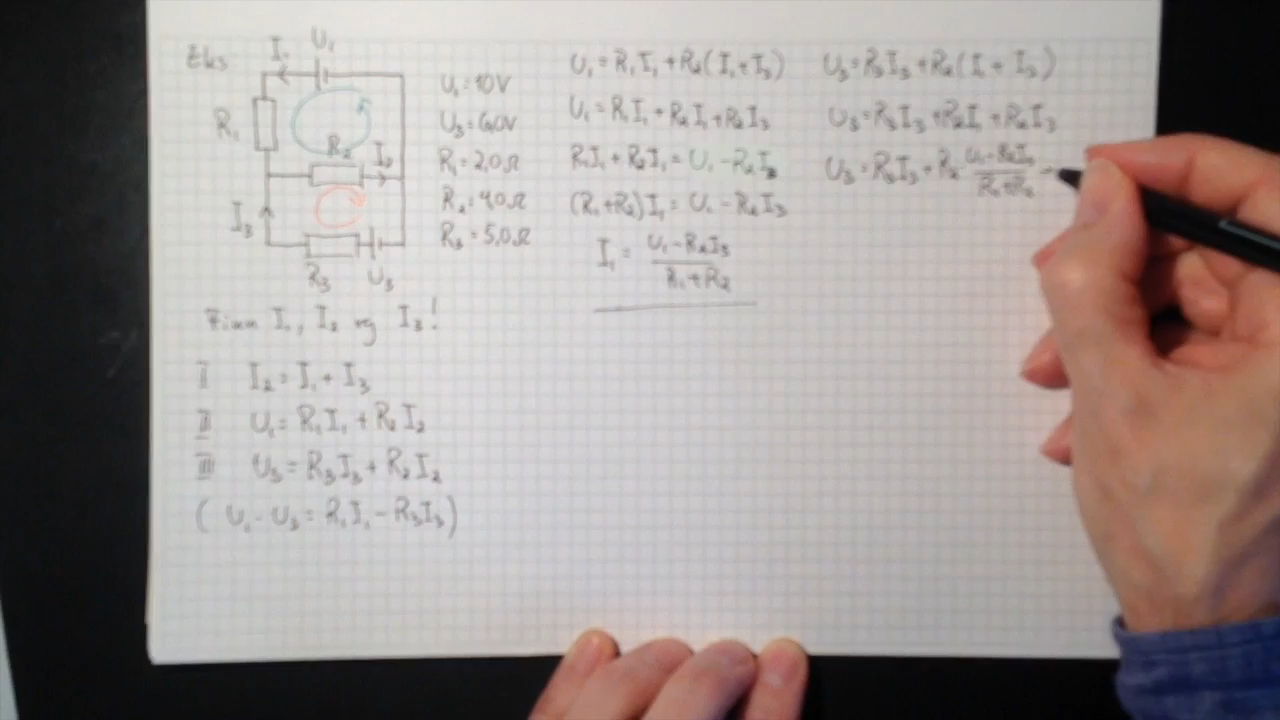 Eks
I₁
U₁
R₁
R₂
I₂
I₃
R₃
U₃
U₁ = 10V
U₃ = 6,0V
R₁ = 2,0Ω
R₂ = 4,0Ω
R₃ = 5,0Ω
Finn I₁, I₂ og I₃!
I I₂ = I₁ + I₃
II U₁ = R₁I₁ + R₂I₂
III U₃ = R₃I₃ + R₂I₂
( U₁ - U₃ = R₁I₁ - R₃I₃)
U₁ = R₁I₁ + R₂(I₁ + I₃)
U₁ = R₁I₁ + R₂I₁ + R₂I₃
R₁I₁ + R₂I₁ = U₁ - R₂I₃
(R₁+R₂)I₁ = U₁ - R₂I₃
I₁ = (U₁ - R₂I₃)/(R₁+R₂)
U₃ = R₃I₃ + R₂(I₁ + I₃)
U₃ = R₃I₃ + R₂I₁ + R₂I₃
U₃ = R₃I₃ + R₂ (U₁ - R₂I₃)/(R₁+R₂)